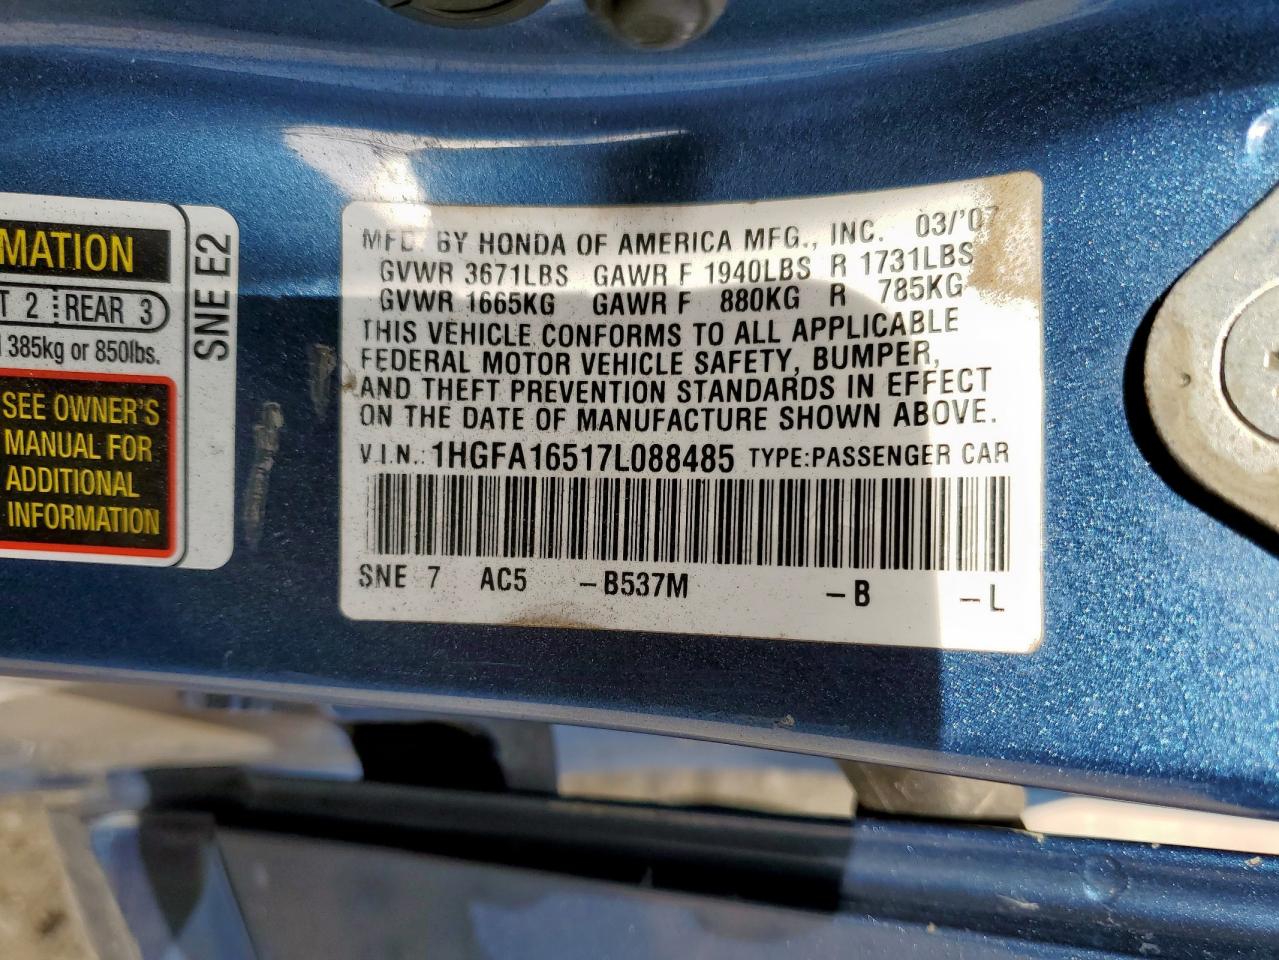 MATION
T 2 REAR 3
385kg or 850lbs.
SEE OWNER'S
MANUAL FOR
ADDITIONAL
INFORMATION
SNE E2
MFD. BY HONDA OF AMERICA MFG., INC. 03/'07
GVWR 3671LBS GAWR F 1940LBS R 1731LBS
GVWR 1665KG GAWR F 880KG R 785KG
THIS VEHICLE CONFORMS TO ALL APPLICABLE
FEDERAL MOTOR VEHICLE SAFETY, BUMPER,
AND THEFT PREVENTION STANDARDS IN EFFECT
ON THE DATE OF MANUFACTURE SHOWN ABOVE.
V.I.N.: 1HGFA16517L088485 TYPE:PASSENGER CAR
SNE 7 AC5 –B537M –B –L